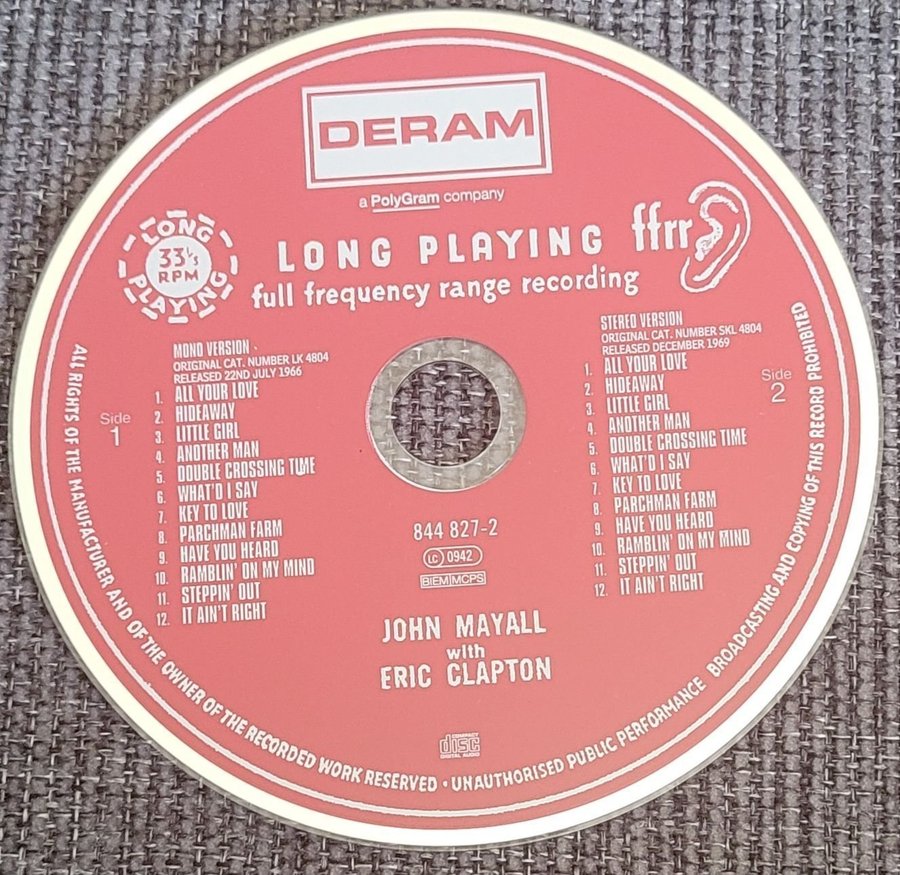 DERAM
a PolyGram company
LONG PLAYING
33 1/3
RPM
LONG PLAYING
ffrr
full frequency range recording
Side
1
MONO VERSION
ORIGINAL CAT. NUMBER LK 4804
RELEASED 22ND JULY 1966
1. ALL YOUR LOVE
2. HIDEAWAY
3. LITTLE GIRL
4. ANOTHER MAN
5. DOUBLE CROSSING TIME
6. WHAT'D I SAY
7. KEY TO LOVE
8. PARCHMAN FARM
9. HAVE YOU HEARD
10. RAMBLIN' ON MY MIND
11. STEPPIN' OUT
12. IT AIN'T RIGHT
Side
2
STEREO VERSION
ORIGINAL CAT. NUMBER SKL 4804
RELEASED DECEMBER 1969
1. ALL YOUR LOVE
2. HIDEAWAY
3. LITTLE GIRL
4. ANOTHER MAN
5. DOUBLE CROSSING TIME
6. WHAT'D I SAY
7. KEY TO LOVE
8. PARCHMAN FARM
9. HAVE YOU HEARD
10. RAMBLIN' ON MY MIND
11. STEPPIN' OUT
12. IT AIN'T RIGHT
844 827-2
LC 0942
BIEM MCPS
JOHN MAYALL
with
ERIC CLAPTON
COMPACT
disc
DIGITAL AUDIO
ALL RIGHTS OF THE MANUFACTURER AND OF THE OWNER OF THE RECORDED WORK RESERVED · UNAUTHORISED PUBLIC PERFORMANCE BROADCASTING AND COPYING OF THIS RECORD PROHIBITED